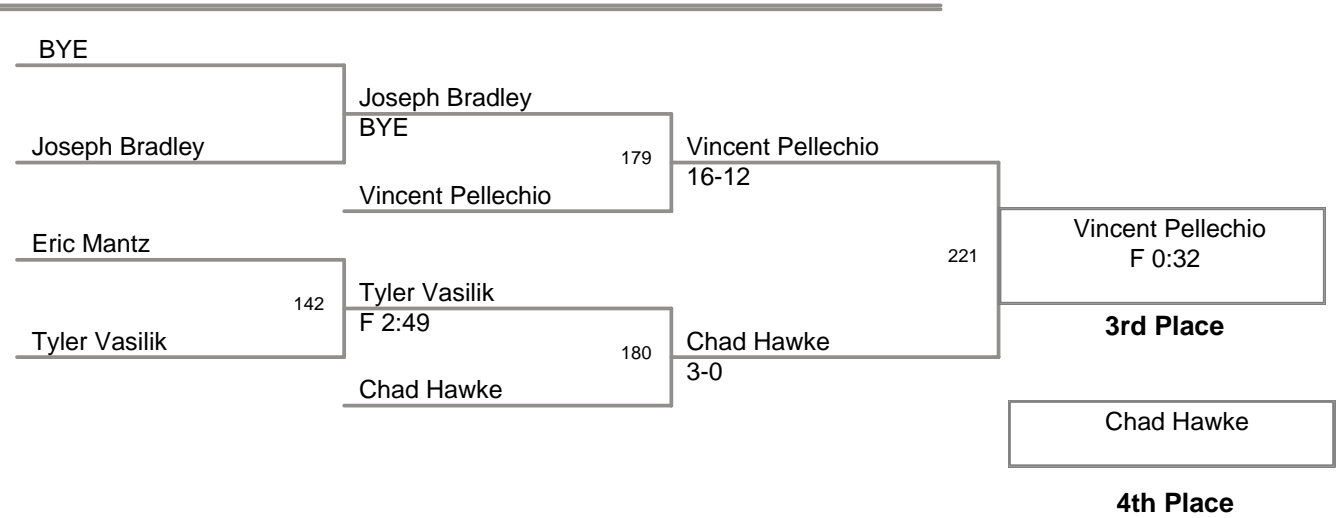 BYE
Joseph Bradley
BYE
Joseph Bradley
179
Vincent Pellechio
16-12
Vincent Pellechio
Eric Mantz
142
Tyler Vasilik
F 2:49
Tyler Vasilik
180
Chad Hawke
3-0
Chad Hawke
221
Vincent Pellechio
F 0:32
3rd Place
Chad Hawke
4th Place